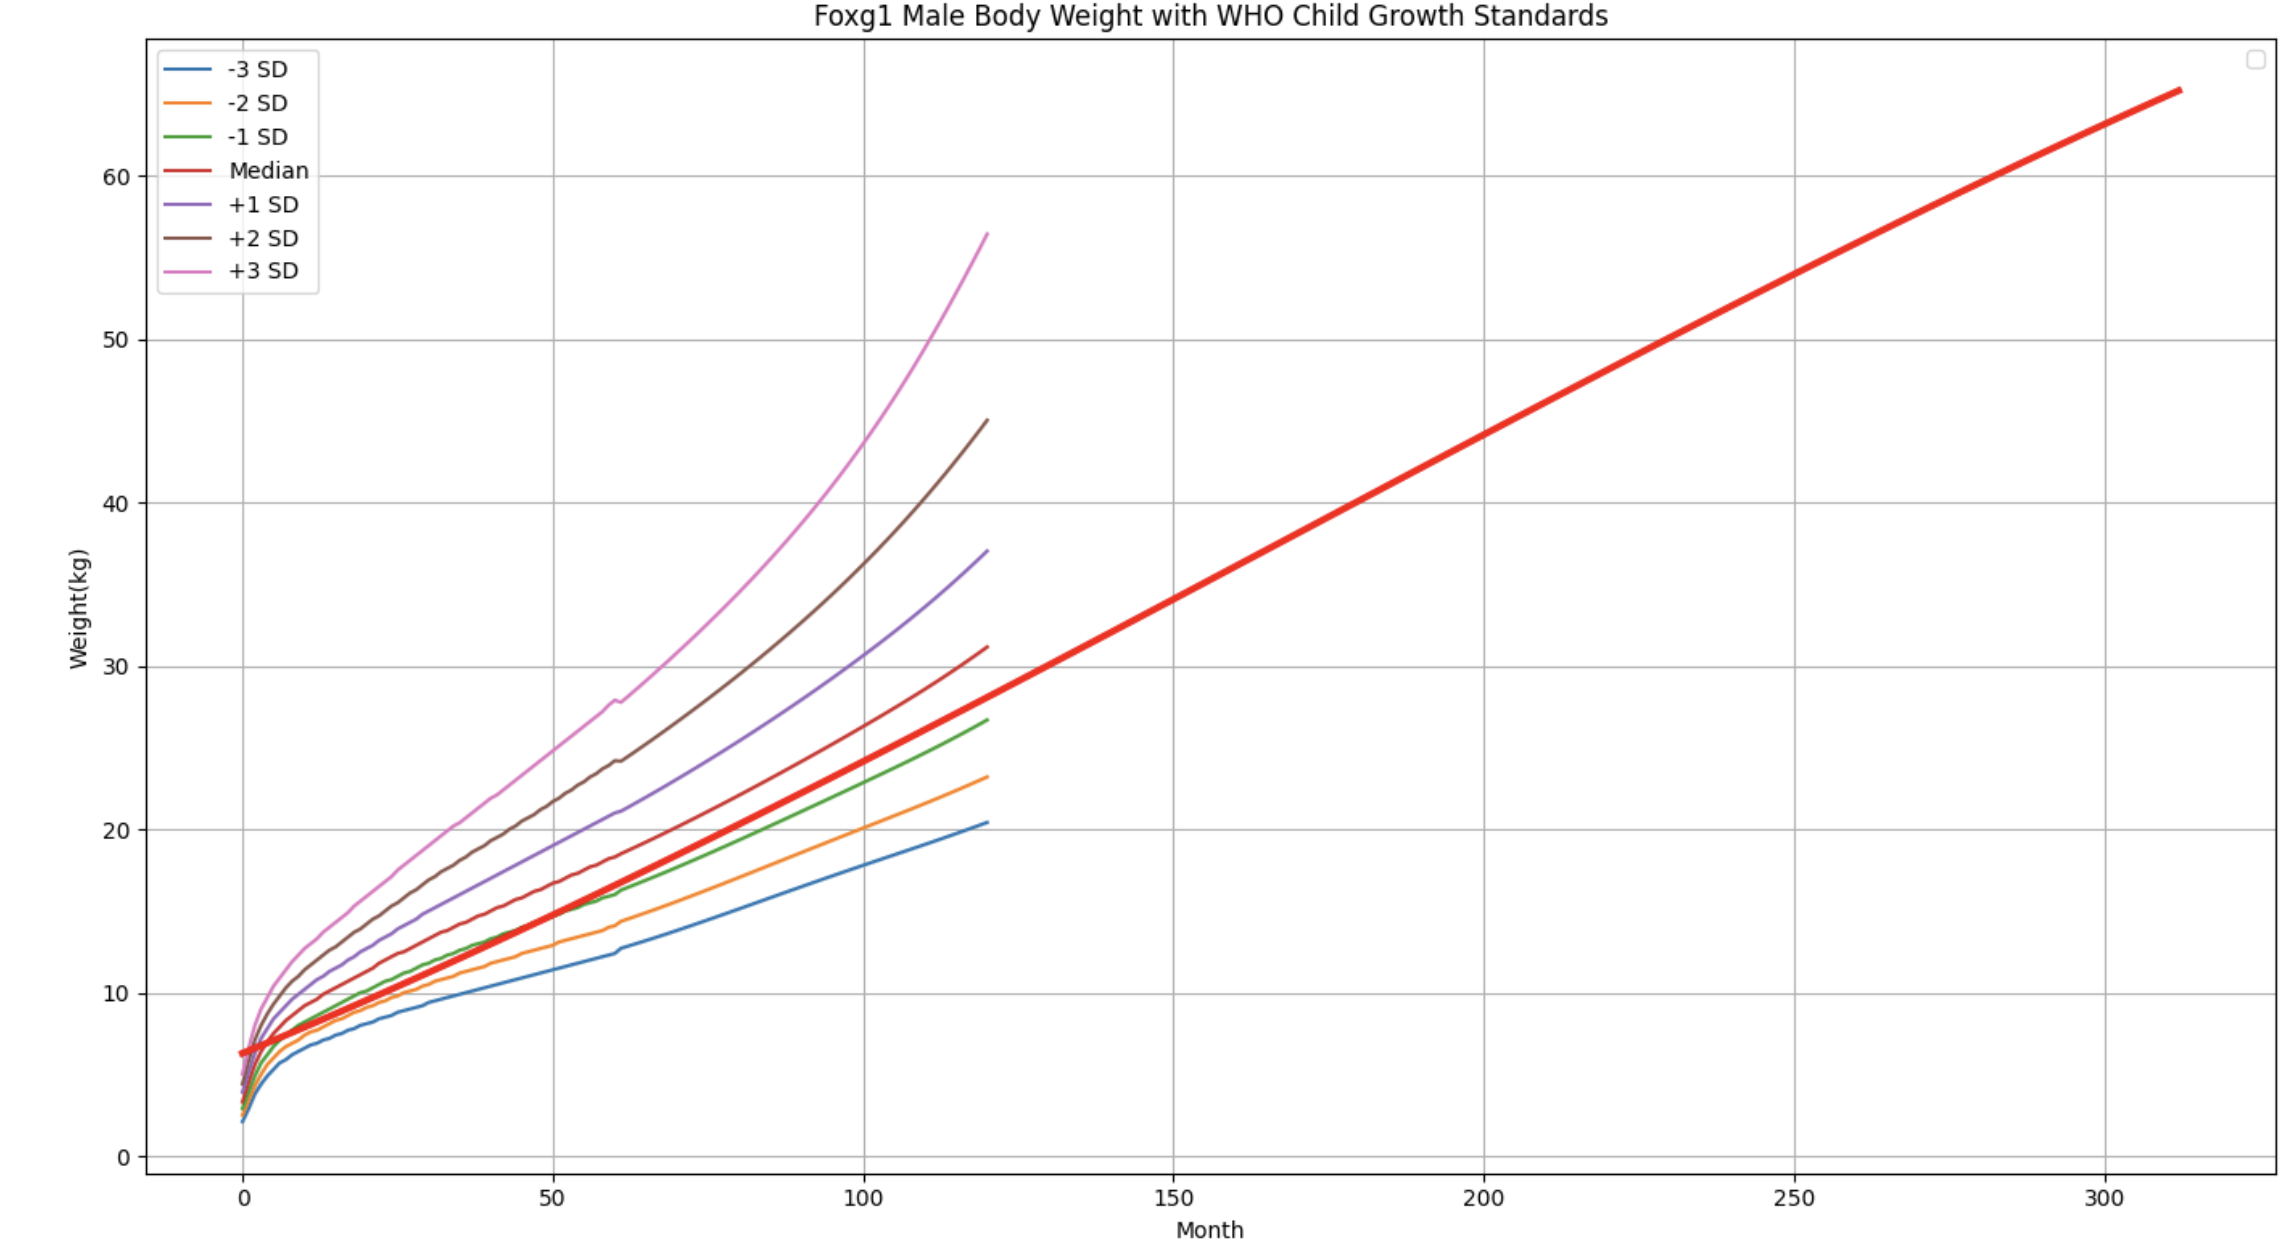 Foxg1 Male Body Weight with WHO Child Growth Standards
-3 SD
-2 SD
-1 SD
Median
+1 SD
+2 SD
+3 SD
60
50
40
30
20
10
0
Weight(kg)
0 50 100 150 200 250 300
Month